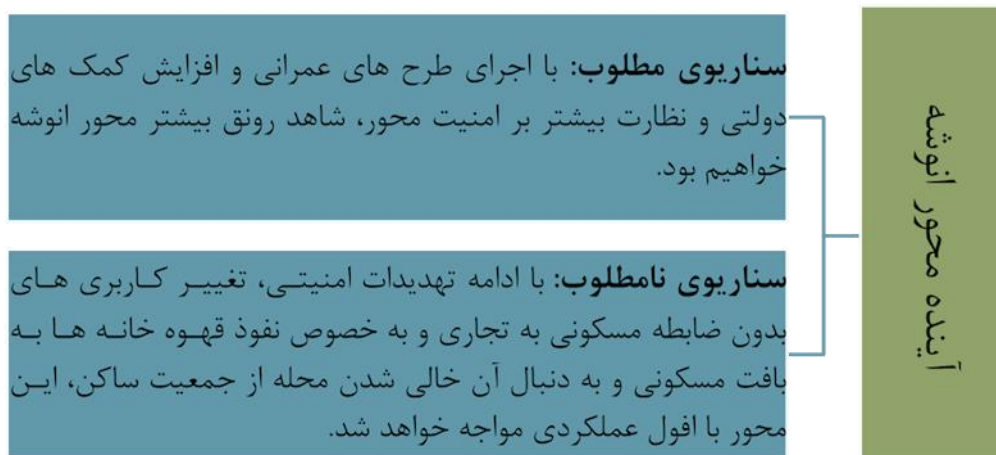 آینده محور انوشه
سناریوی مطلوب: با اجرای طرح های عمرانی و افزایش کمک های
دولتی و نظارت بیشتر بر امنیت محور، شاهد رونق بیشتر محور انوشه
خواهیم بود.
سناریوی نامطلوب: با ادامه تهدیدات امنیتی، تغییر کاربری های
بدون ضابطه مسکونی به تجاری و به خصوص نفوذ قهوه خانه ها به
بافت مسکونی و به دنبال آن خالی شدن محله از جمعیت ساکن، این
محور با افول عملکردی مواجه خواهد شد.